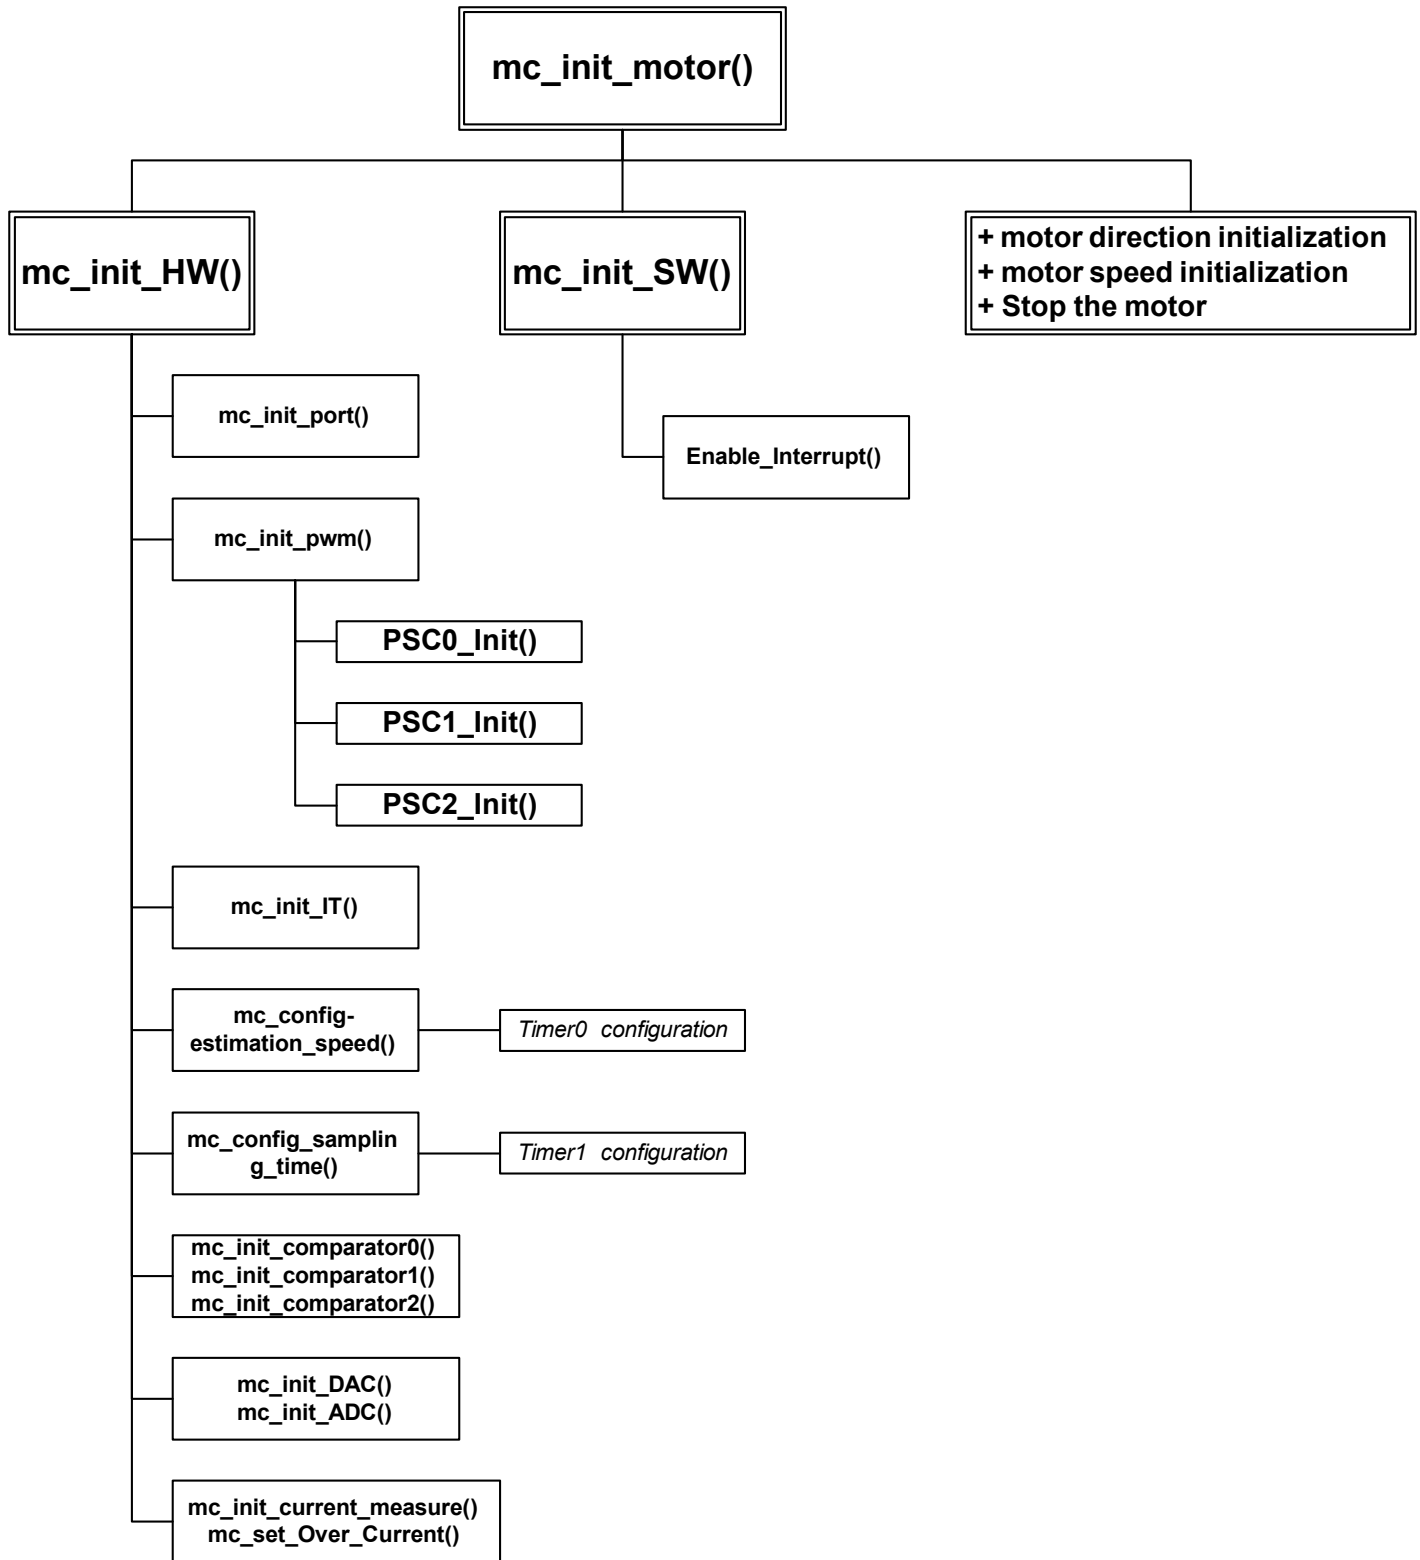 mc_init_motor()
mc_init_HW()
mc_init_SW()
+ motor direction initialization
+ motor speed initialization
+ Stop the motor
mc_init_port()
Enable_Interrupt()
mc_init_pwm()
PSC0_Init()
PSC1_Init()
PSC2_Init()
mc_init_IT()
mc_config-
estimation_speed()
Timer0 configuration
mc_config_samplin
g_time()
Timer1 configuration
mc_init_comparator0()
mc_init_comparator1()
mc_init_comparator2()
mc_init_DAC()
mc_init_ADC()
mc_init_current_measure()
mc_set_Over_Current()